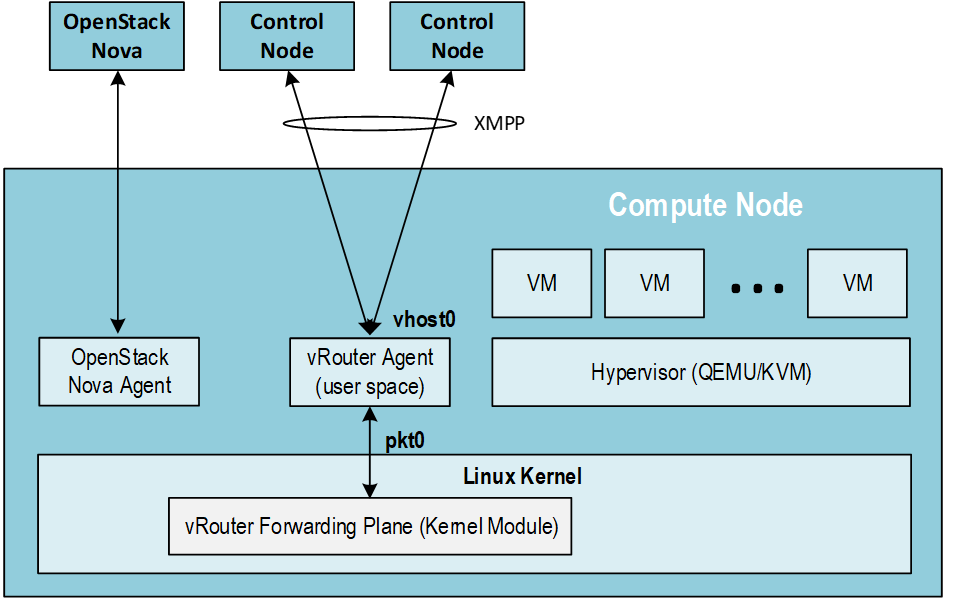 OpenStack
Nova
Control
Node
Control
Node
XMPP
Compute Node
VM
VM
...
VM
vhost0
OpenStack
Nova Agent
vRouter Agent
(user space)
Hypervisor (QEMU/KVM)
pkt0
Linux Kernel
vRouter Forwarding Plane (Kernel Module)